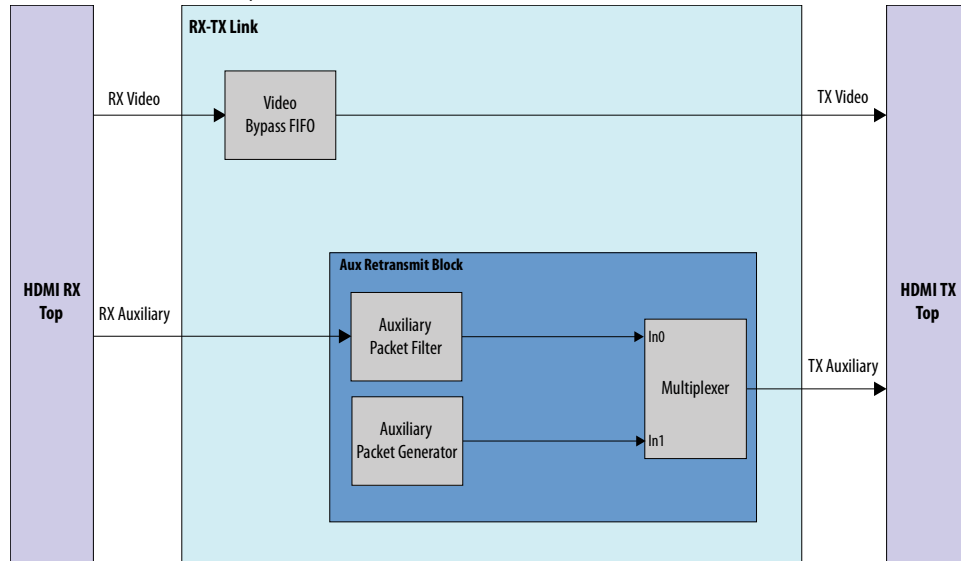 RX-TX Link
RX Video
Video
Bypass FIFO
TX Video
Aux Retransmit Block
HDMI RX
Top
RX Auxiliary
Auxiliary
Packet Filter
In0
Multiplexer
In1
Auxiliary
Packet Generator
TX Auxiliary
HDMI TX
Top